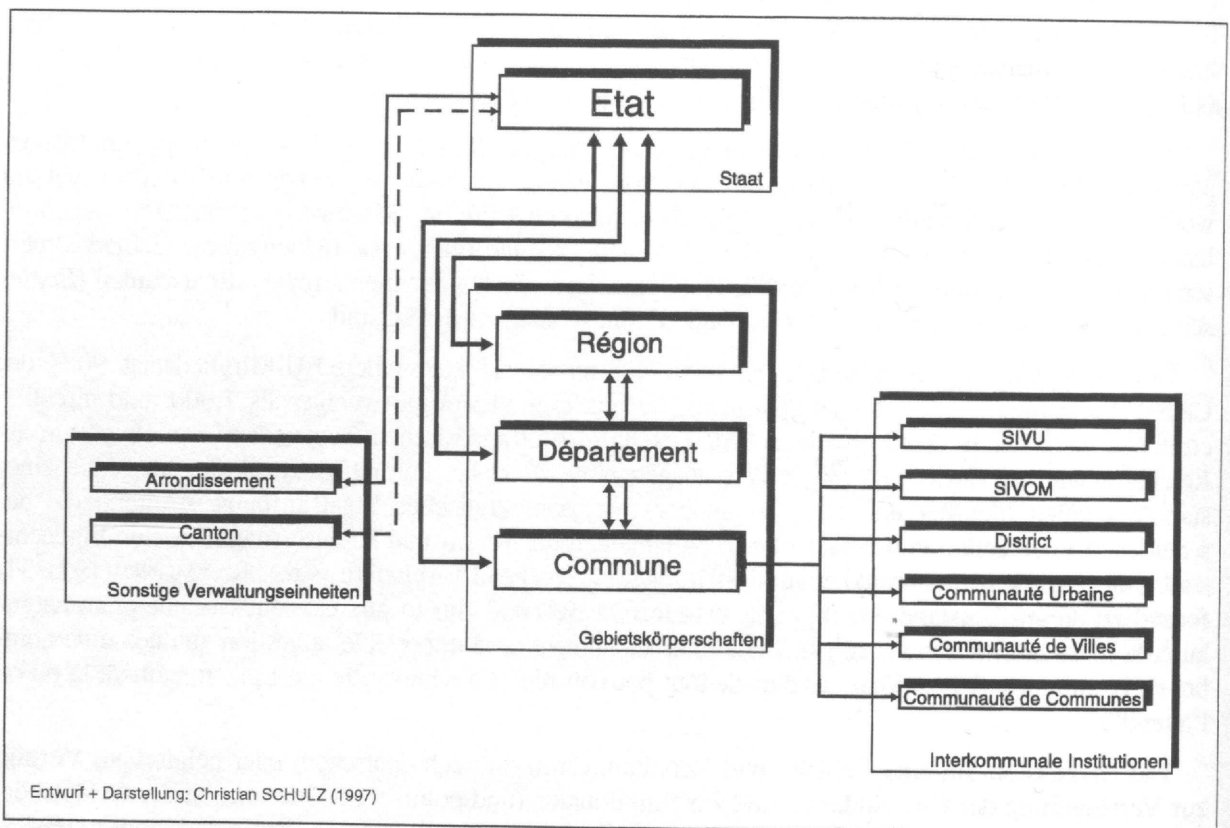 Etat
Staat
Région
Département
Commune
Gebietskörperschaften
Arrondissement
Canton
Sonstige Verwaltungseinheiten
SIVU
SIVOM
District
Communauté Urbaine
Communauté de Villes
Communauté de Communes
Interkommunale Institutionen
Entwurf + Darstellung: Christian SCHULZ (1997)